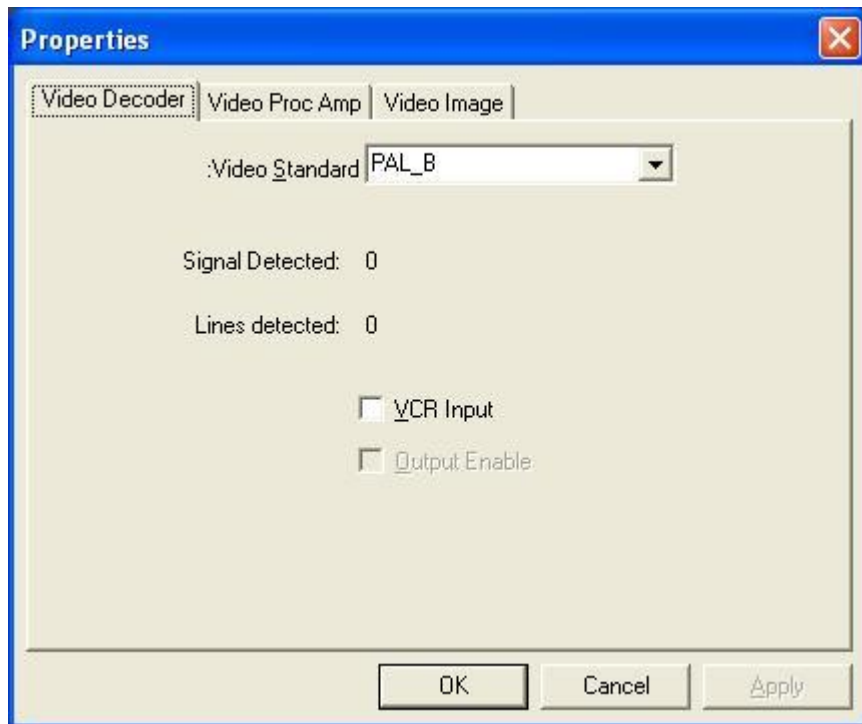 Properties
Video Decoder Video Proc Amp Video Image
:Video Standard PAL_B
Signal Detected: 0
Lines detected: 0
VCR Input
Output Enable
OK Cancel Apply